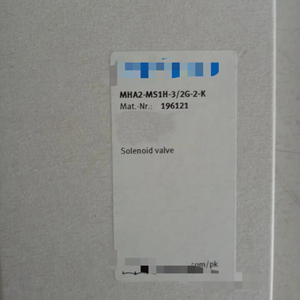 MHA2-MS1H-3/2G-2-K
Mat.-Nr.: 196121
Solenoid valve
.com/pk